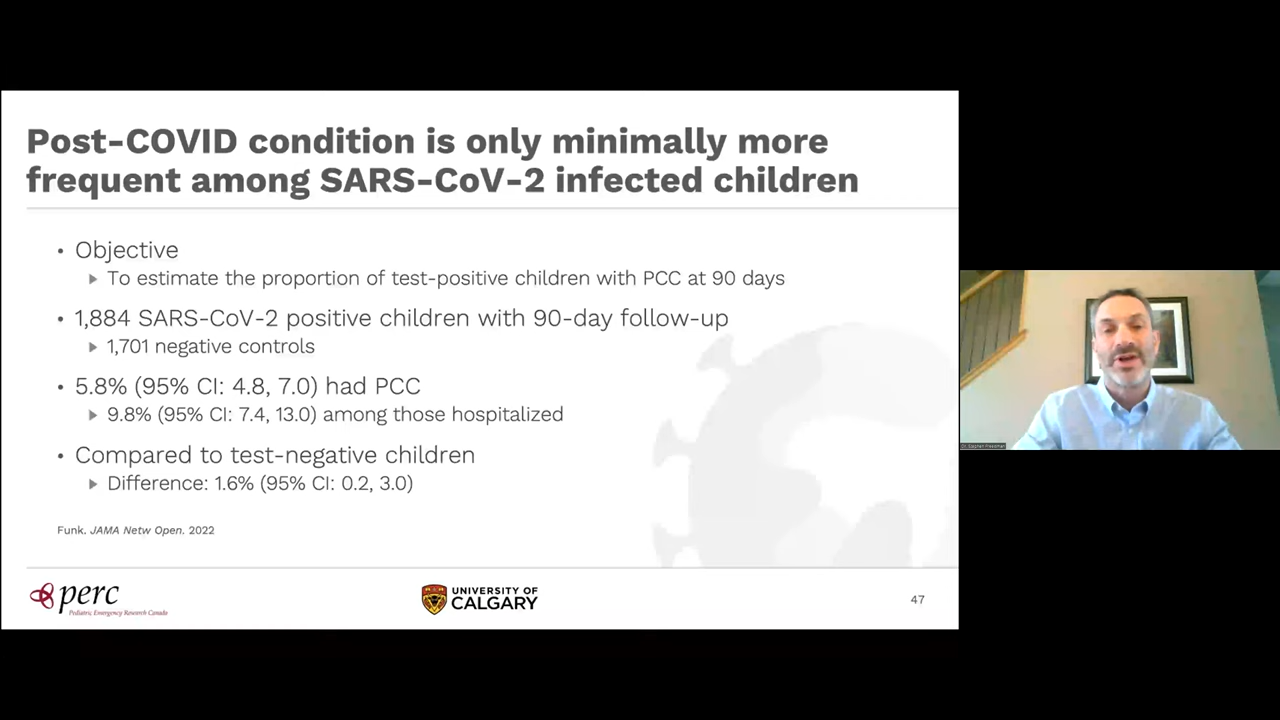 Post-COVID condition is only minimally more
frequent among SARS-CoV-2 infected children
• Objective
To estimate the proportion of test-positive children with PCC at 90 days
• 1,884 SARS-CoV-2 positive children with 90-day follow-up
1,701 negative controls
• 5.8% (95% CI: 4.8, 7.0) had PCC
9.8% (95% CI: 7.4, 13.0) among those hospitalized
• Compared to test-negative children
Difference: 1.6% (95% CI: 0.2, 3.0)
Funk. JAMA Netw Open. 2022
perc
Pediatric Emergency Research Canada
UNIVERSITY OF
CALGARY
47
Dr. Stephen Freedman